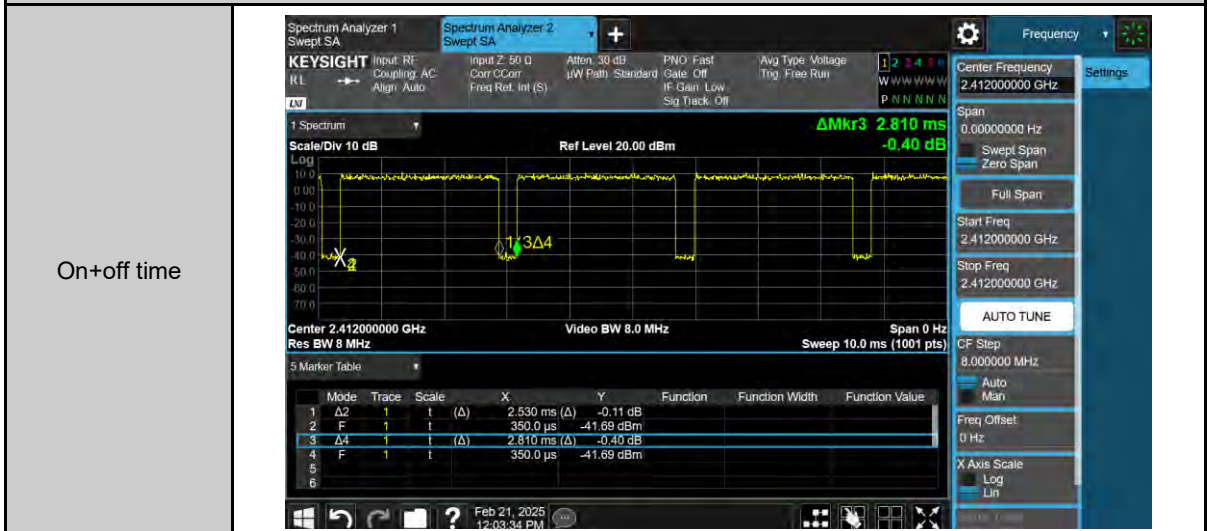 On+off time
Spectrum Analyzer 1
Swept SA
Spectrum Analyzer 2
Swept SA
+
Frequency
KEYSIGHT
RL
LXI
Input: RF
Coupling: AC
Align: Auto
Input Z: 50 Ω
Corr CCorr
Freq Ref: Int (S)
Atten: 30 dB
µW Path: Standard
PNO: Fast
Gate: Off
IF Gain: Low
Sig Track: Off
Avg Type: Voltage
Trig: Free Run
1 2 3 4 5 6
W W W W W W
P N N N N N
1 Spectrum
ΔMkr3 2.810 ms
-0.40 dB
Scale/Div 10 dB
Ref Level 20.00 dBm
Log
10.0
0.00
-10.0
-20.0
-30.0
-40.0
-50.0
-60.0
-70.0
3Δ4
Center 2.412000000 GHz
Video BW 8.0 MHz
Span 0 Hz
Res BW 8 MHz
Sweep 10.0 ms (1001 pts)
5 Marker Table
Mode Trace Scale X Y Function Function Width Function Value
1 Δ2 1 t (Δ) 2.530 ms (Δ) -0.11 dB
2 F 1 t 350.0 µs -41.69 dBm
3 Δ4 1 t (Δ) 2.810 ms (Δ) -0.40 dB
4 F 1 t 350.0 µs -41.69 dBm
5
6
Center Frequency
2.412000000 GHz
Settings
Span
0.00000000 Hz
Swept Span
Zero Span
Full Span
Start Freq
2.412000000 GHz
Stop Freq
2.412000000 GHz
AUTO TUNE
CF Step
8.000000 MHz
Auto
Man
Freq Offset
0 Hz
X Axis Scale
Log
Lin
?
Feb 21, 2025
12:03:34 PM